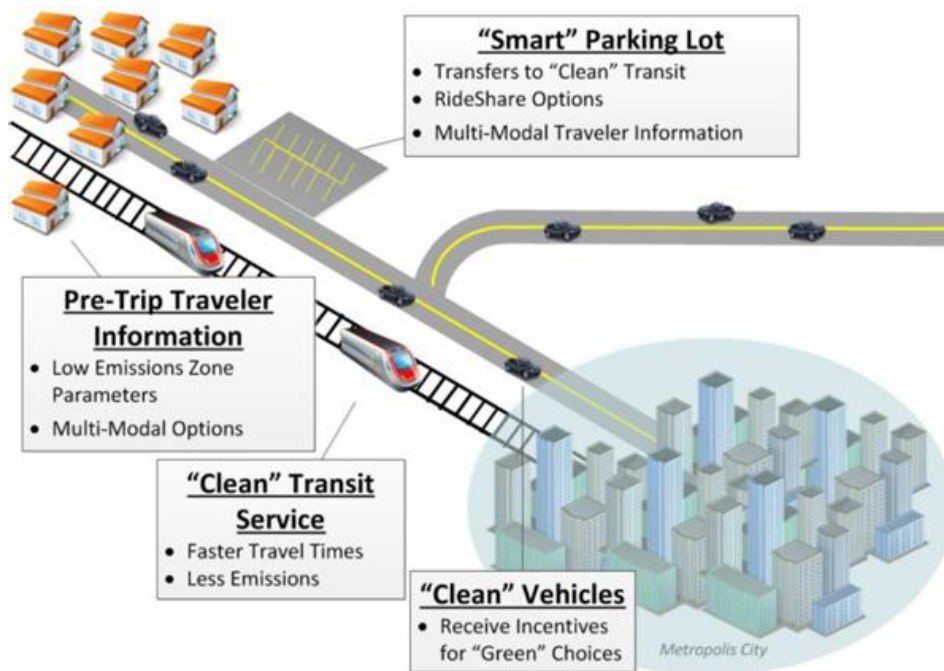 “Smart” Parking Lot
• Transfers to “Clean” Transit
• RideShare Options
• Multi-Modal Traveler Information
Pre-Trip Traveler
Information
• Low Emissions Zone
Parameters
• Multi-Modal Options
“Clean” Transit
Service
• Faster Travel Times
• Less Emissions
“Clean” Vehicles
• Receive Incentives
for “Green” Choices
Metropolis City